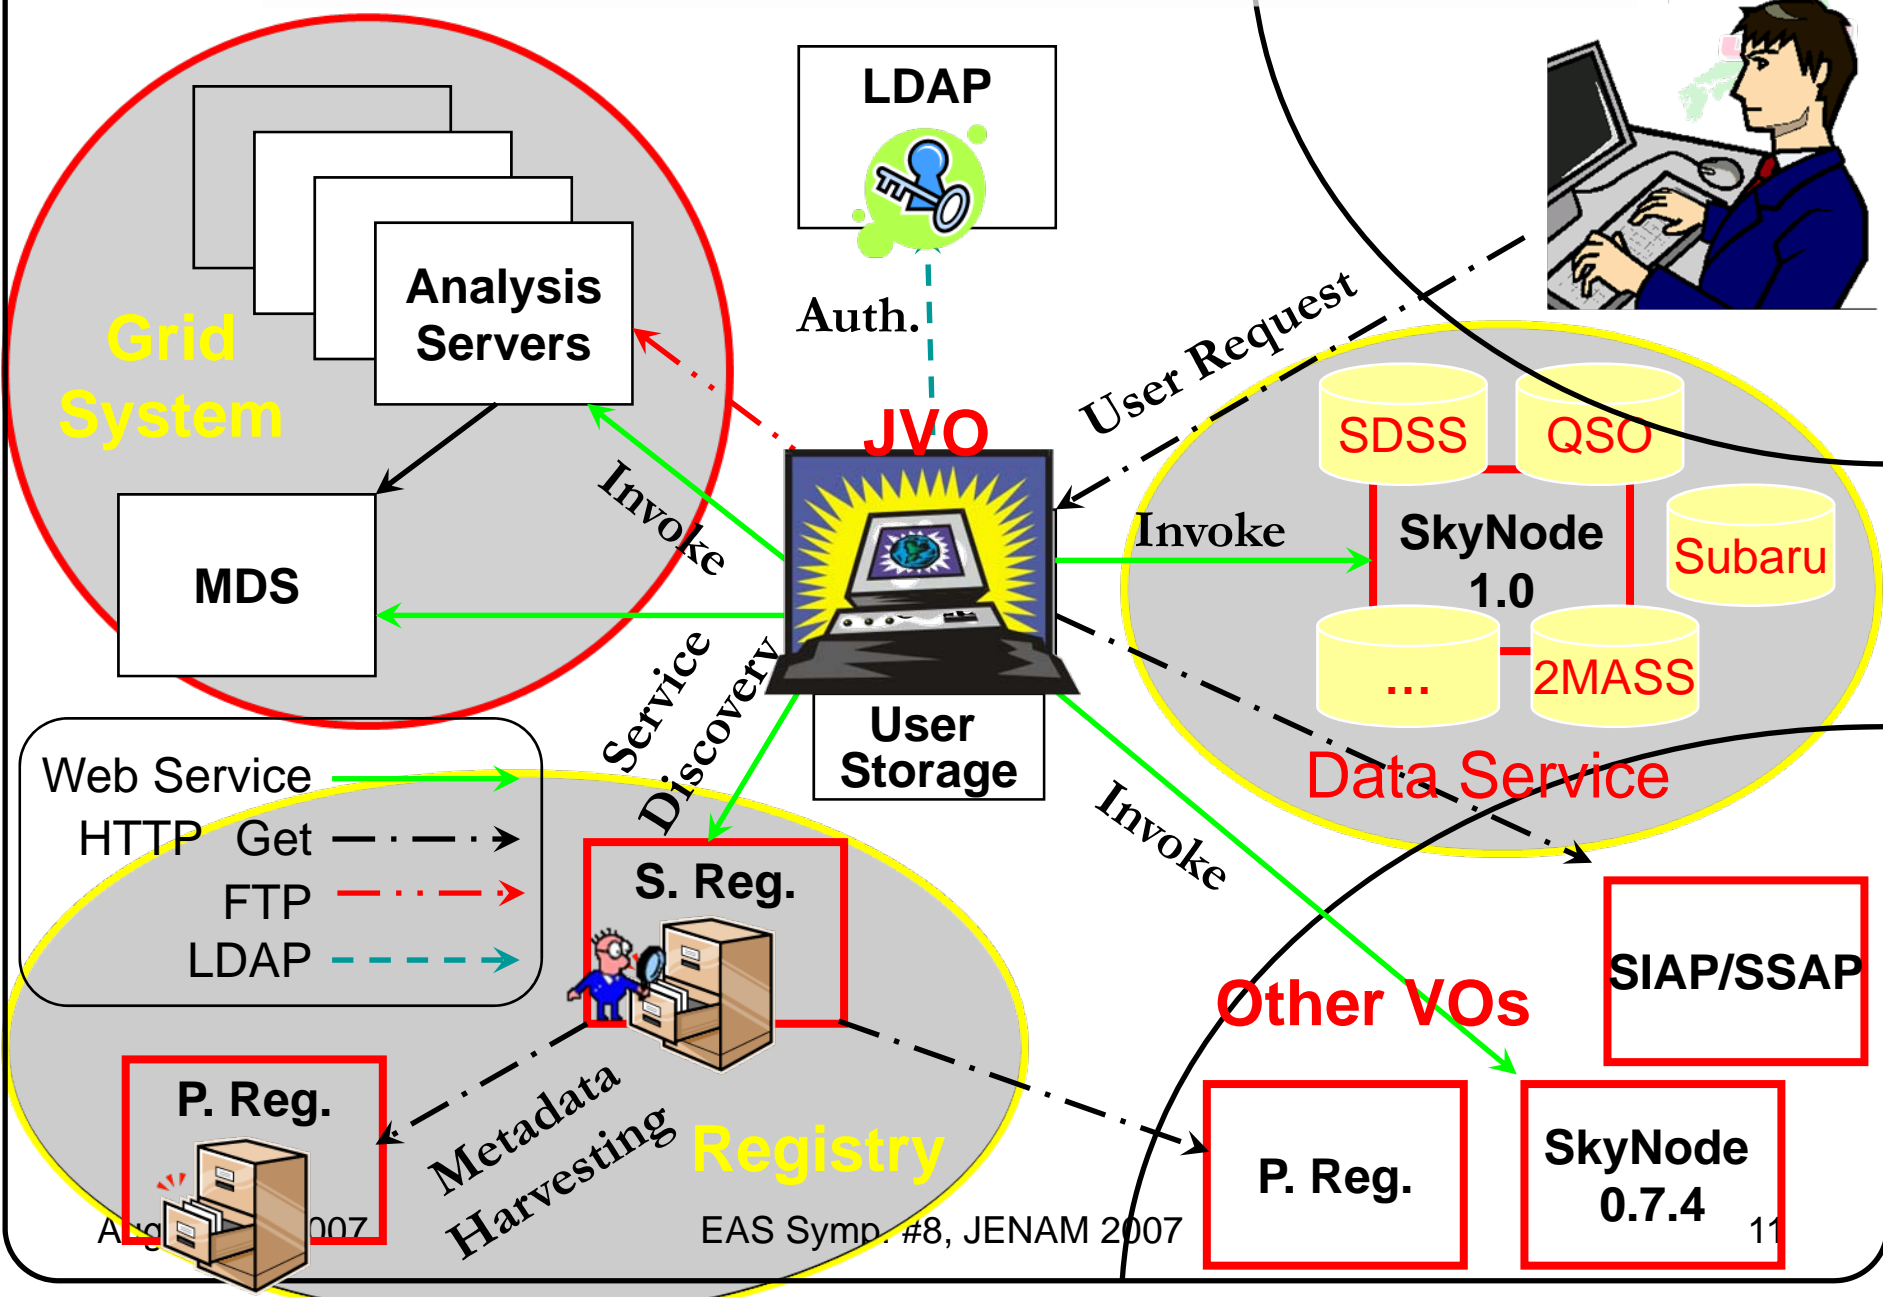 LDAP
Analysis
Servers
Grid
System
Auth.
User Request
JVO
SDSS
QSO
Invoke
Invoke
SkyNode
1.0
Subaru
MDS
...
2MASS
Service
Discovery
User
Storage
Data Service
Web Service
HTTP Get
FTP
LDAP
Invoke
S. Reg.
SIAP/SSAP
Other VOs
P. Reg.
Metadata
Harvesting
Registry
P. Reg.
SkyNode
0.7.4
EAS Symp. #8, JENAM 2007
11